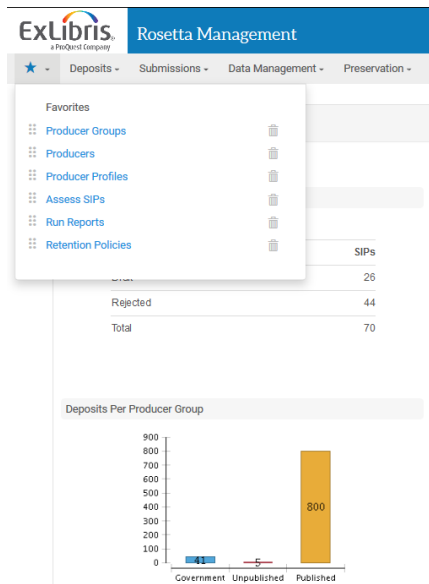 ExLibris
a ProQuest Company
Rosetta Management
Deposits
Submissions
Data Management
Preservation
Favorites
Producer Groups
Producers
Producer Profiles
Assess SIPs
Run Reports
Retention Policies
SIPs
26
Rejected 44
Total 70
Deposits Per Producer Group
900
800
700
600
500
400
300
200
100
0
41
5
800
Government Unpublished Published